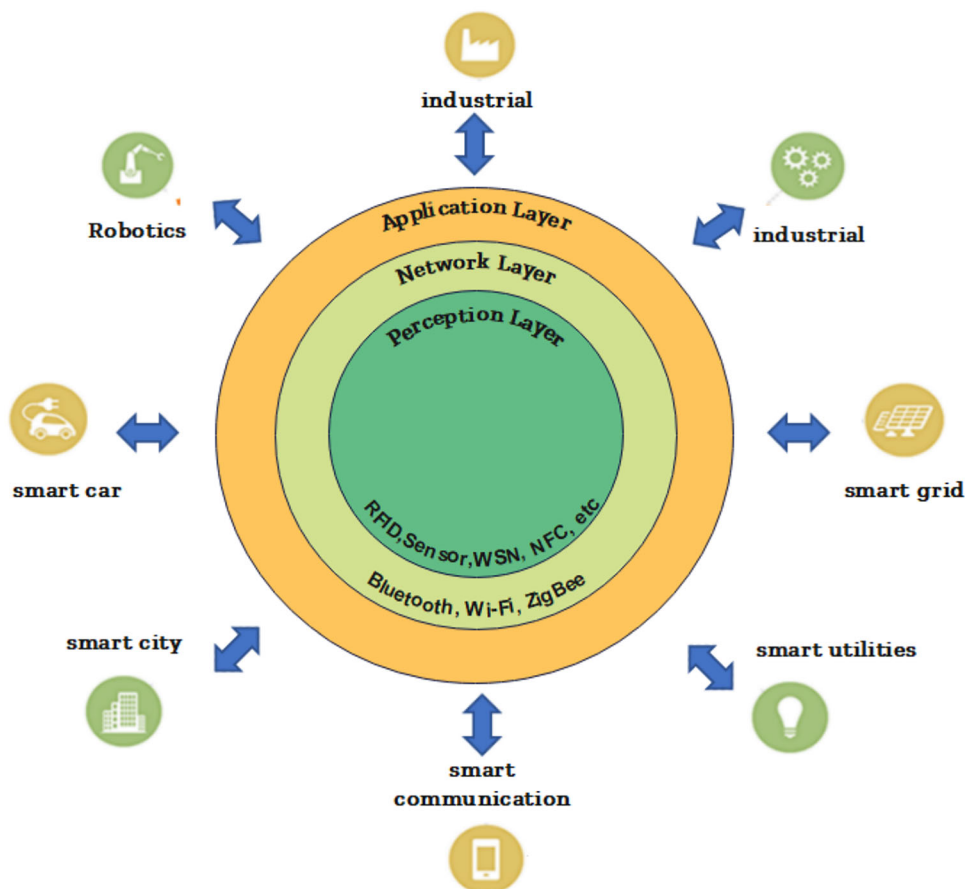 industrial
Robotics
industrial
Application Layer
Network Layer
Perception Layer
smart car
smart grid
RFID,Sensor,WSN, NFC, etc
Bluetooth, Wi-Fi, ZigBee
smart city
smart utilities
smart
communication